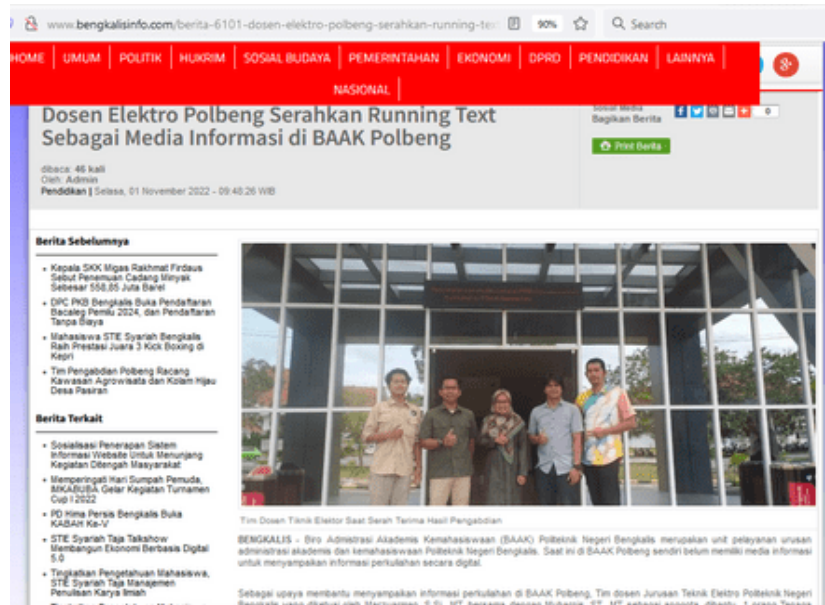 www.bengkalisinfo.com/berita-6101-dosen-elektro-polbeng-serahkan-running-tex
90%
Search
HOME UMUM POLITIK HUKRIM SOSIAL BUDAYA PEMERINTAHAN EKONOMI DPRD PENDIDIKAN LAINNYA
NASIONAL
Dosen Elektro Polbeng Serahkan Running Text
Sebagai Media Informasi di BAAK Polbeng
Sosial Media
Bagikan Berita
0
Print Berita
dibaca: 46 kali
Oleh: Admin
Pendidikan | Selasa, 01 November 2022 - 09:48:26 WIB
Berita Sebelumnya
Kepala SKK Migas Rakhmat Firdaus
Sebut Penemuan Cadang Minyak
Sebesar 558,85 Juta Barel
DPC PKB Bengkalis Buka Pendaftaran
Bacaleg Pemilu 2024, dan Pendaftaran
Tanpa Biaya
Mahasiswa STIE Syariah Bengkalis
Raih Prestasi Juara 3 Kick Boxing di
Kepri
Tim Pengabdian Polbeng Racang
Kawasan Agrowisata dan Kolam Hijau
Desa Pasiran
Berita Terkait
Sosialisasi Penerapan Sistem
Informasi Website Untuk Menunjang
Kegiatan Ditengah Masyarakat
Memperingati Hari Sumpah Pemuda,
IMKABUBA Gelar Kegiatan Turnamen
Cup I 2022
PD Hima Persis Bengkalis Buka
KABAH Ke-V
STIE Syariah Taja Talkshow
Membangun Ekonomi Berbasis Digital
5.0
Tingkatkan Pengetahuan Mahasiswa,
STIE Syariah Taja Manajemen
Penulisan Karya Ilmiah
Tim Dosen Tiknik Elektor Saat Serah Terima Hasil Pengabdian
BENGKALIS - Biro Admistrasi Akademis Kemahasiswaan (BAAK) Politeknik Negeri Bengkalis merupakan unit pelayanan urusan
administrasi akademis dan kemahasiswaan Politeknik Negeri Bengkalis. Saat ini di BAAK Polbeng sendiri belum memiliki media informasi
untuk menyampaikan informasi perkuliahan secara digital.
Sebagai upaya membantu menyampaikan informasi perkuliahan di BAAK Polbeng, Tim dosen Jurusan Teknik Elektro Politeknik Negeri